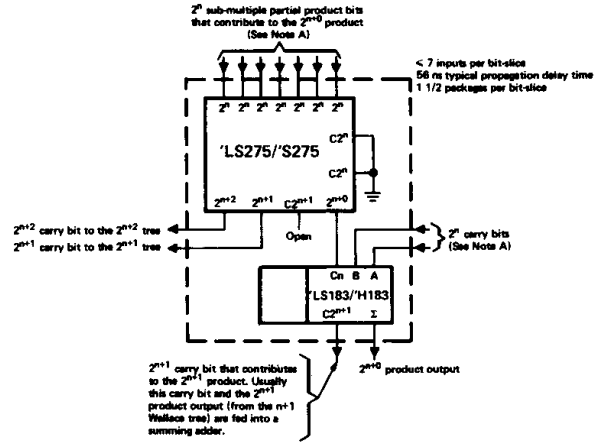 2ⁿ sub-multiple partial product bits
that contribute to the 2ⁿ⁺⁰ product
(See Note A)
< 7 inputs per bit-slice
56 ns typical propagation delay time
1 1/2 packages per bit-slice
2ⁿ 2ⁿ 2ⁿ 2ⁿ 2ⁿ 2ⁿ 2ⁿ
C2ⁿ
'LS275/'S275
C2ⁿ
2ⁿ⁺² 2ⁿ⁺¹ C2ⁿ⁺¹ 2ⁿ⁺⁰
2ⁿ⁺² carry bit to the 2ⁿ⁺² tree
2ⁿ⁺¹ carry bit to the 2ⁿ⁺¹ tree
Open
2ⁿ carry bits
(See Note A)
Cn B A
'LS183/'H183
C2ⁿ⁺¹ Σ
2ⁿ⁺¹ carry bit that contributes
to the 2ⁿ⁺¹ product. Usually
this carry bit and the 2ⁿ⁺¹
product output (from the n+1
Wallace tree) are fed into a
summing adder.
2ⁿ⁺⁰ product output